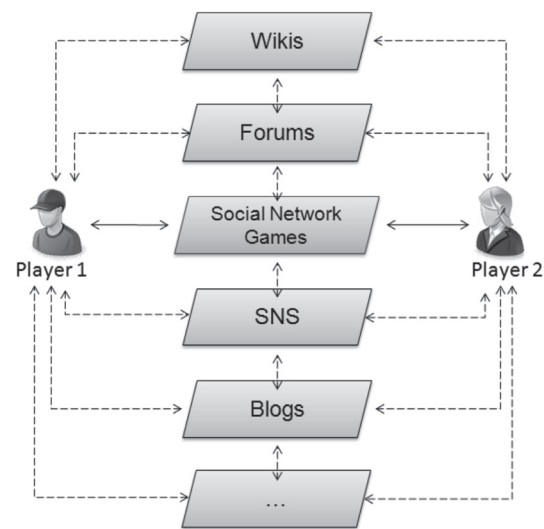 Wikis
Forums
Social Network
Games
Player 1
Player 2
SNS
Blogs
...